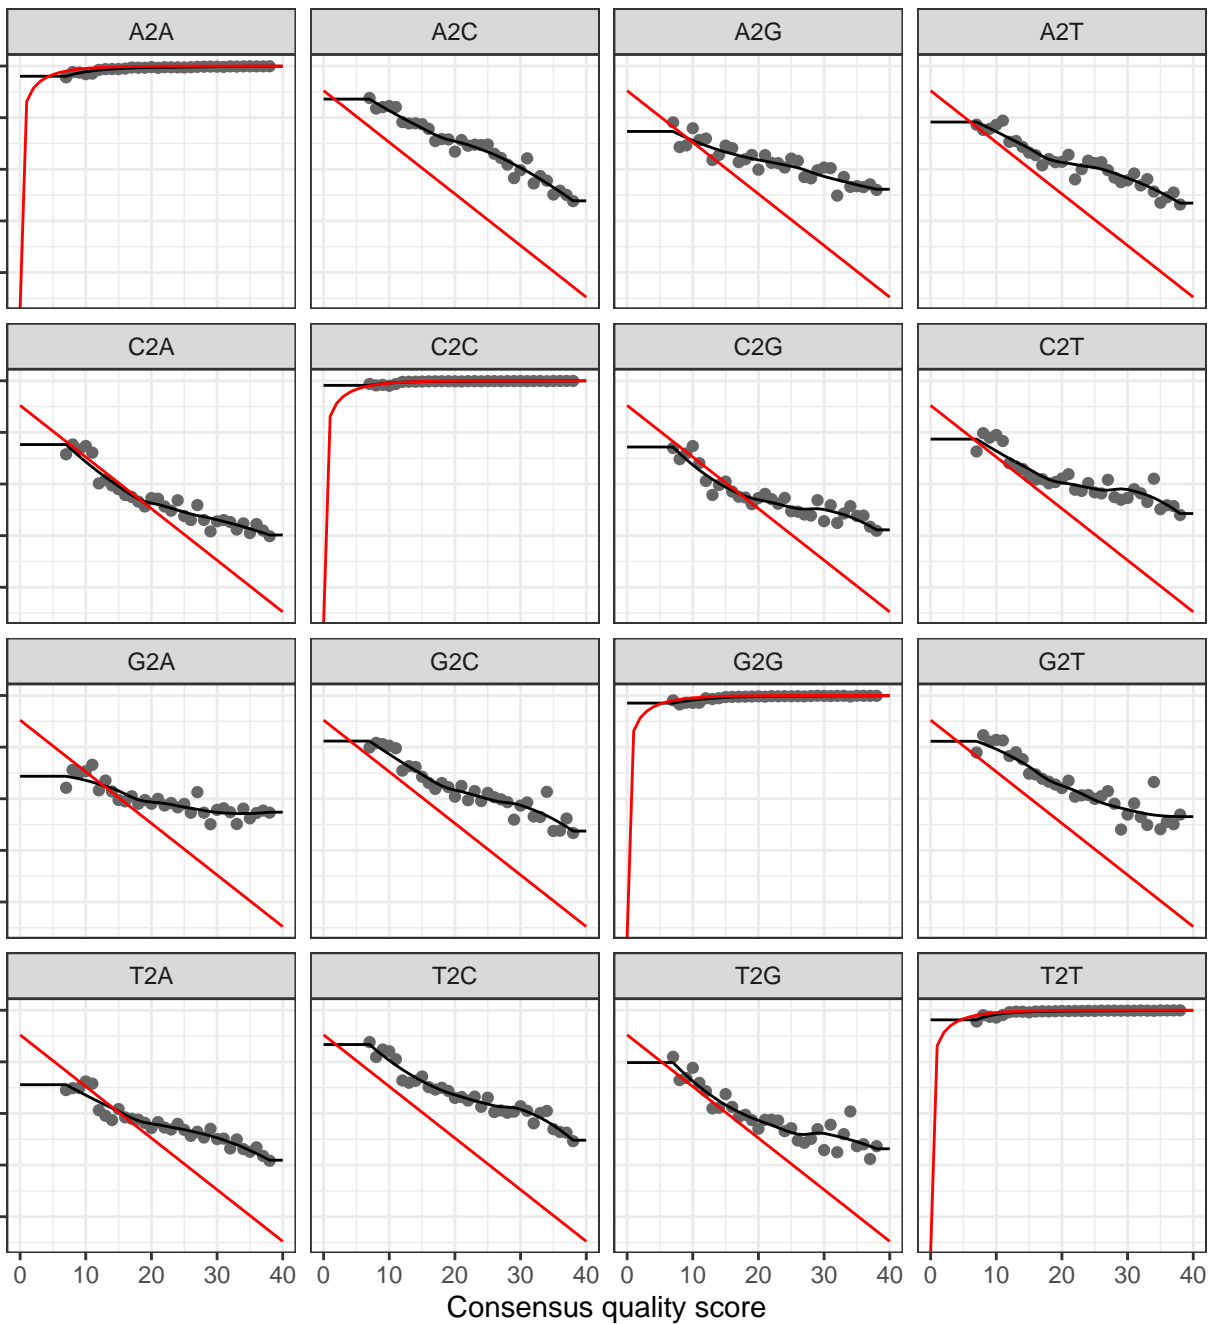 A2A A2C A2G A2T
C2A C2C C2G C2T
G2A G2C G2G G2T
T2A T2C T2G T2T
0 10 20 30 40 0 10 20 30 40 0 10 20 30 40 0 10 20 30 40
Consensus quality score